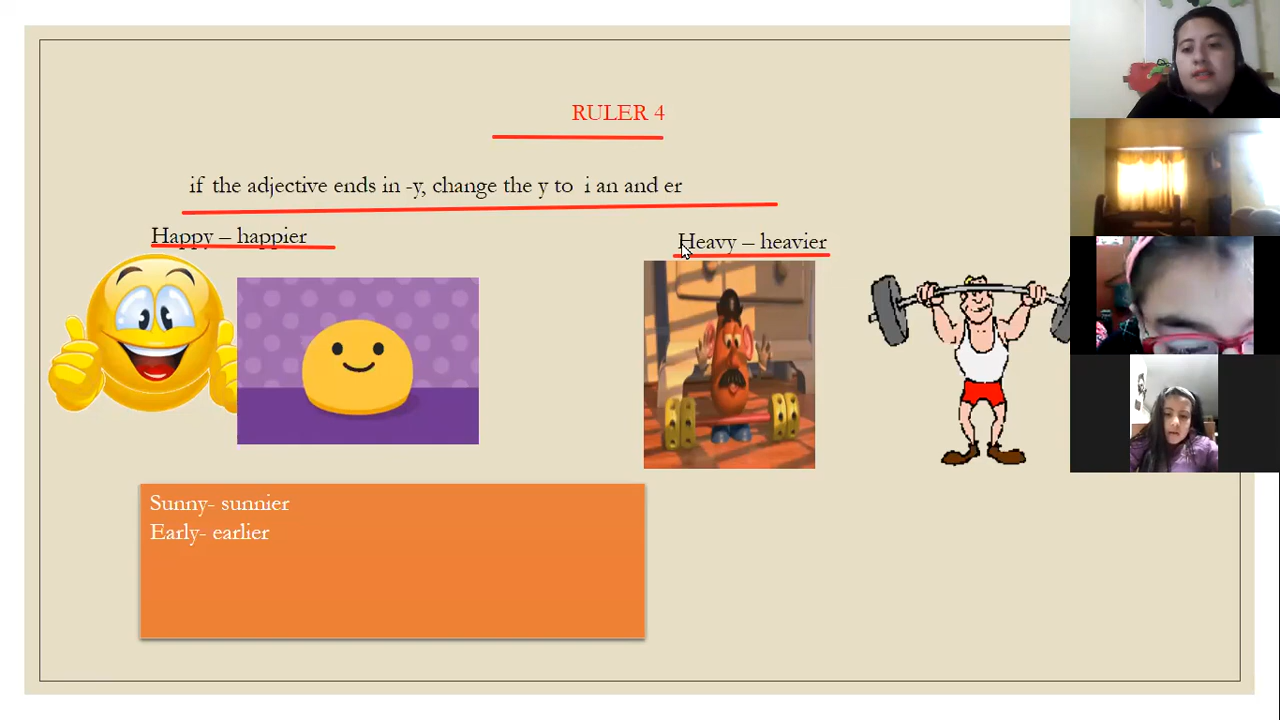 RULER 4
if the adjective ends in -y, change the y to i an and er
Happy – happier
Heavy – heavier
Sunny- sunnier
Early- earlier